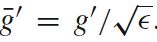 ḡ′ = g′/√ϵ.